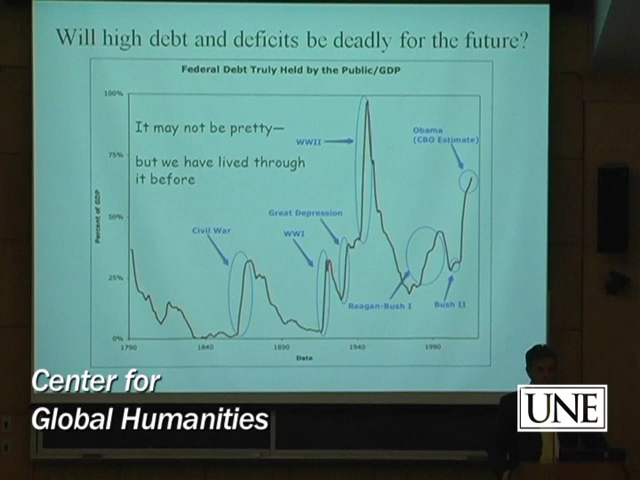 Will high debt and deficits be deadly for the future?
Federal Debt Truly Held by the Public/GDP
100%
75%
50%
25%
0%
Percent of GDP
It may not be pretty—
but we have lived through
it before
WWII
Obama
(CBO Estimate)
Great Depression
Civil War
WWI
Reagan-Bush I
Bush II
1790
1840
1890
1940
1990
Date
Center for
Global Humanities
UNE